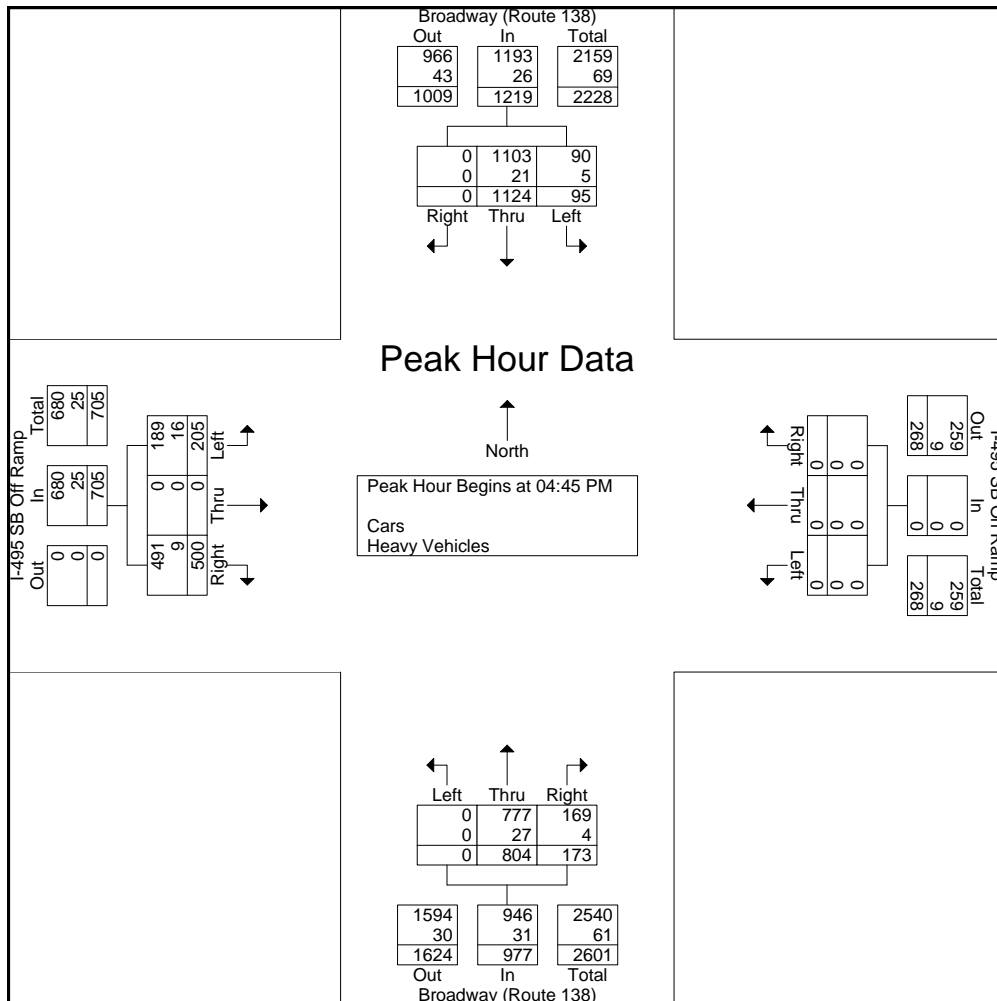 Broadway (Route 138)
Out In Total
966 1193 2159
43 26 69
1009 1219 2228
0 1103 90
0 21 5
0 1124 95
Right Thru Left
Peak Hour Data
North
Peak Hour Begins at 04:45 PM
Cars
Heavy Vehicles
I-495 SB Off Ramp
Out In Total
0 680 680
0 25 25
0 705 705
Right Thru Left
491 0 189
9 0 16
500 0 205
I-495 SB On Ramp
Out In Total
259 0 259
9 0 9
268 0 268
Right Thru Left
0 0 0
0 0 0
0 0 0
Left Thru Right
0 777 169
0 27 4
0 804 173
1594 946 2540
30 31 61
1624 977 2601
Out In Total
Broadway (Route 138)